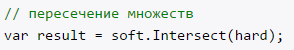 // пересечение множеств
var result = soft.Intersect(hard);